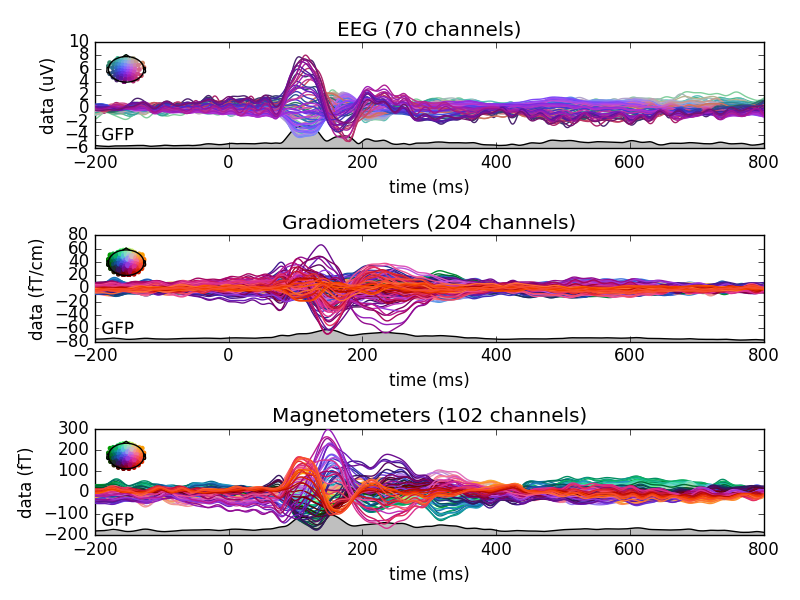 EEG (70 channels)
10
8
6
4
2
0
−2
−4
−6
data (uV)
GFP
−200 0 200 400 600 800
time (ms)
Gradiometers (204 channels)
80
60
40
20
0
−20
−40
−60
−80
data (fT/cm)
GFP
−200 0 200 400 600 800
time (ms)
Magnetometers (102 channels)
300
200
100
0
−100
−200
data (fT)
GFP
−200 0 200 400 600 800
time (ms)